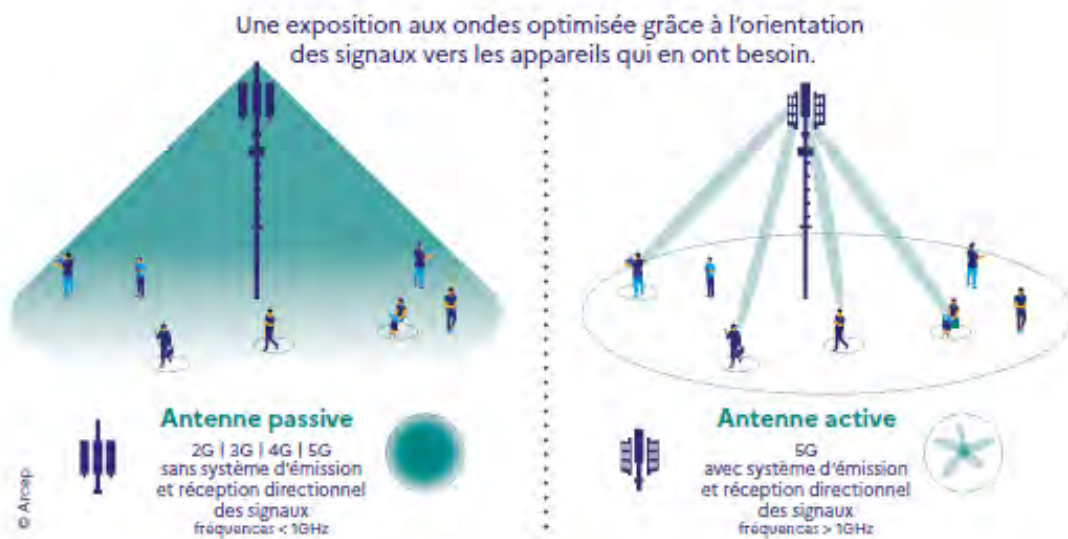 Une exposition aux ondes optimisée grâce à l'orientation
des signaux vers les appareils qui en ont besoin.
Antenne passive
2G | 3G | 4G | 5G
sans système d'émission
et réception directionnel
des signaux
fréquences < 1GHz
Antenne active
5G
avec système d'émission
et réception directionnel
des signaux
fréquences > 1GHz
© Arcep